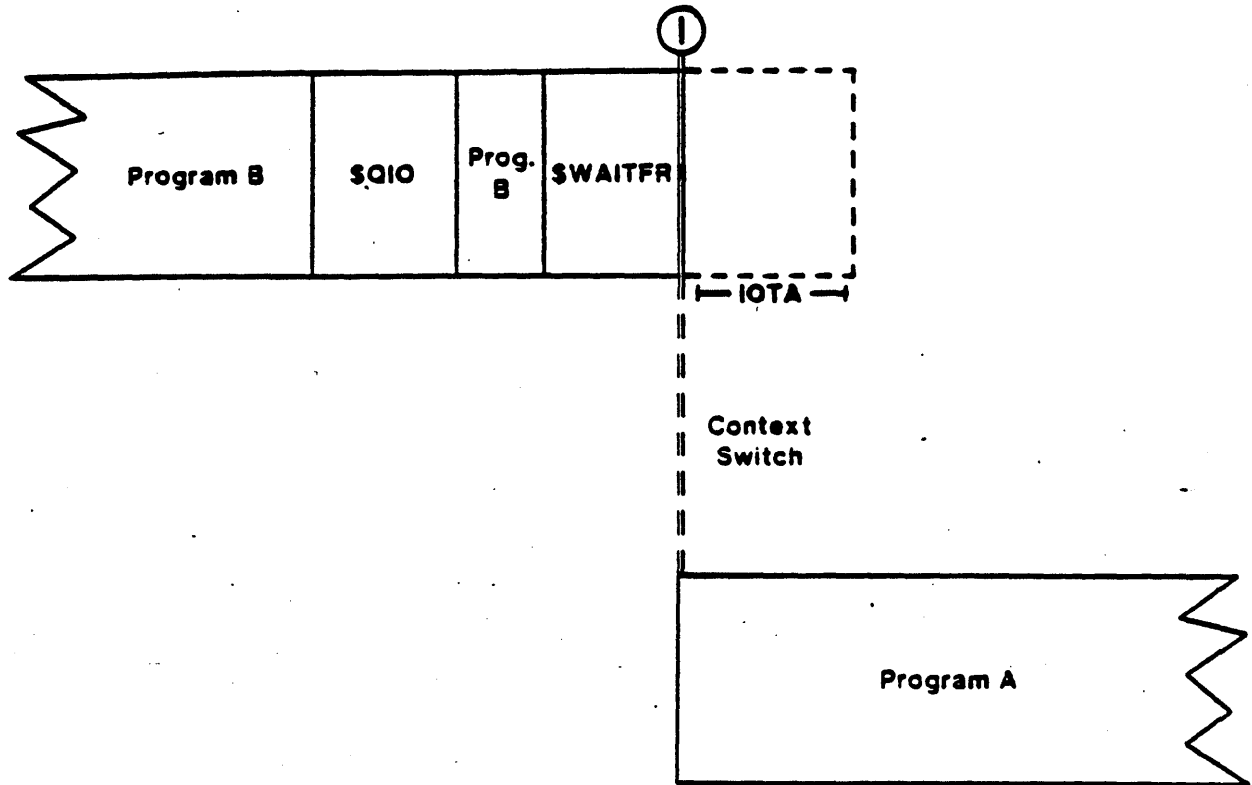 1
Program B
$QIO
Prog.
B
$WAITFR
IOTA
Context
Switch
Program A